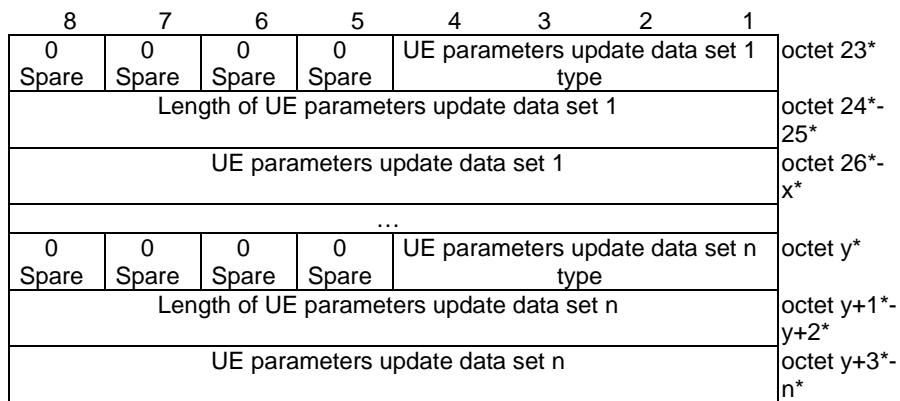 8 7 6 5 4 3 2 1
0 0 0 0 UE parameters update data set 1 octet 23*
Spare Spare Spare Spare type
Length of UE parameters update data set 1 octet 24*-
25*
UE parameters update data set 1 octet 26*-
x*
…
0 0 0 0 UE parameters update data set n octet y*
Spare Spare Spare Spare type
Length of UE parameters update data set n octet y+1*-
y+2*
UE parameters update data set n octet y+3*-
n*